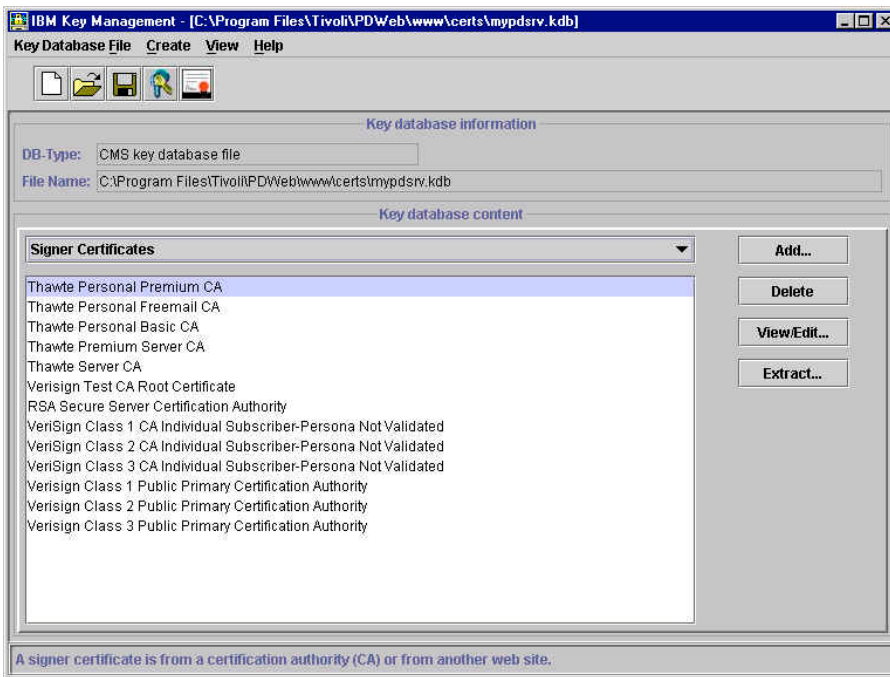 IBM Key Management - [C:\Program Files\Tivoli\PDWeb\www\certs\mypdsrv.kdb]
Key Database File Create View Help
Key database information
DB-Type: CMS key database file
File Name: C:\Program Files\Tivoli\PDWeb\www\certs\mypdsrv.kdb
Key database content
Signer Certificates
Add...
Thawte Personal Premium CA
Delete
Thawte Personal Freemail CA
Thawte Personal Basic CA
View/Edit...
Thawte Premium Server CA
Thawte Server CA
Extract...
Verisign Test CA Root Certificate
RSA Secure Server Certification Authority
VeriSign Class 1 CA Individual Subscriber-Persona Not Validated
VeriSign Class 2 CA Individual Subscriber-Persona Not Validated
VeriSign Class 3 CA Individual Subscriber-Persona Not Validated
Verisign Class 1 Public Primary Certification Authority
Verisign Class 2 Public Primary Certification Authority
Verisign Class 3 Public Primary Certification Authority
A signer certificate is from a certification authority (CA) or from another web site.